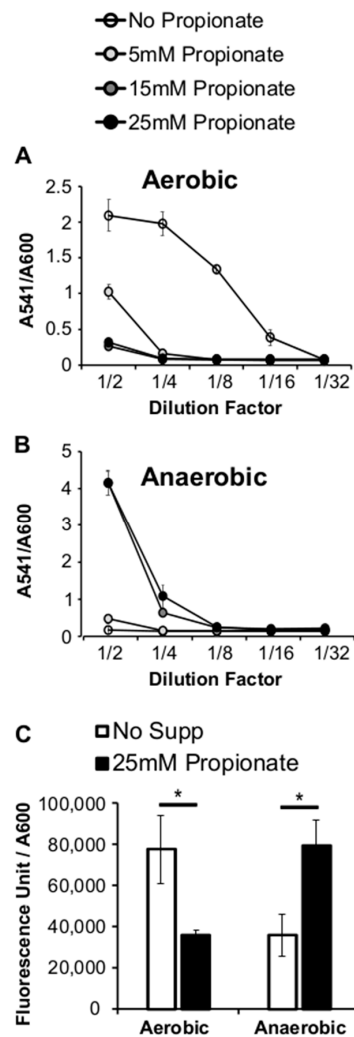 No Propionate
5mM Propionate
15mM Propionate
25mM Propionate
A
Aerobic
2.5
2
1.5
1
0.5
0
A541/A600
1/2 1/4 1/8 1/16 1/32
Dilution Factor
B
Anaerobic
5
4
3
2
1
0
A541/A600
1/2 1/4 1/8 1/16 1/32
Dilution Factor
C
No Supp
25mM Propionate
100,000
80,000
60,000
40,000
20,000
0
Fluorescence Unit / A600
* *
Aerobic Anaerobic